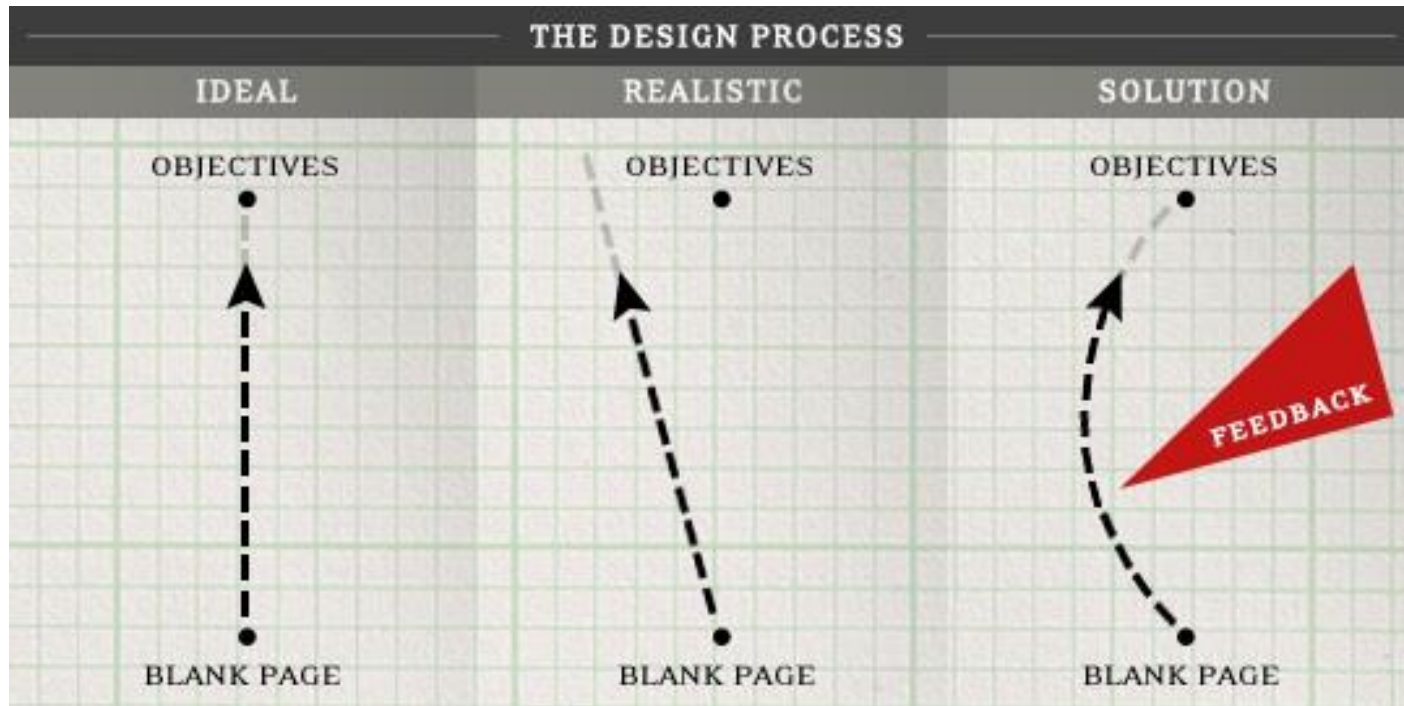 THE DESIGN PROCESS
IDEAL
REALISTIC
SOLUTION
OBJECTIVES
OBJECTIVES
OBJECTIVES
FEEDBACK
BLANK PAGE
BLANK PAGE
BLANK PAGE